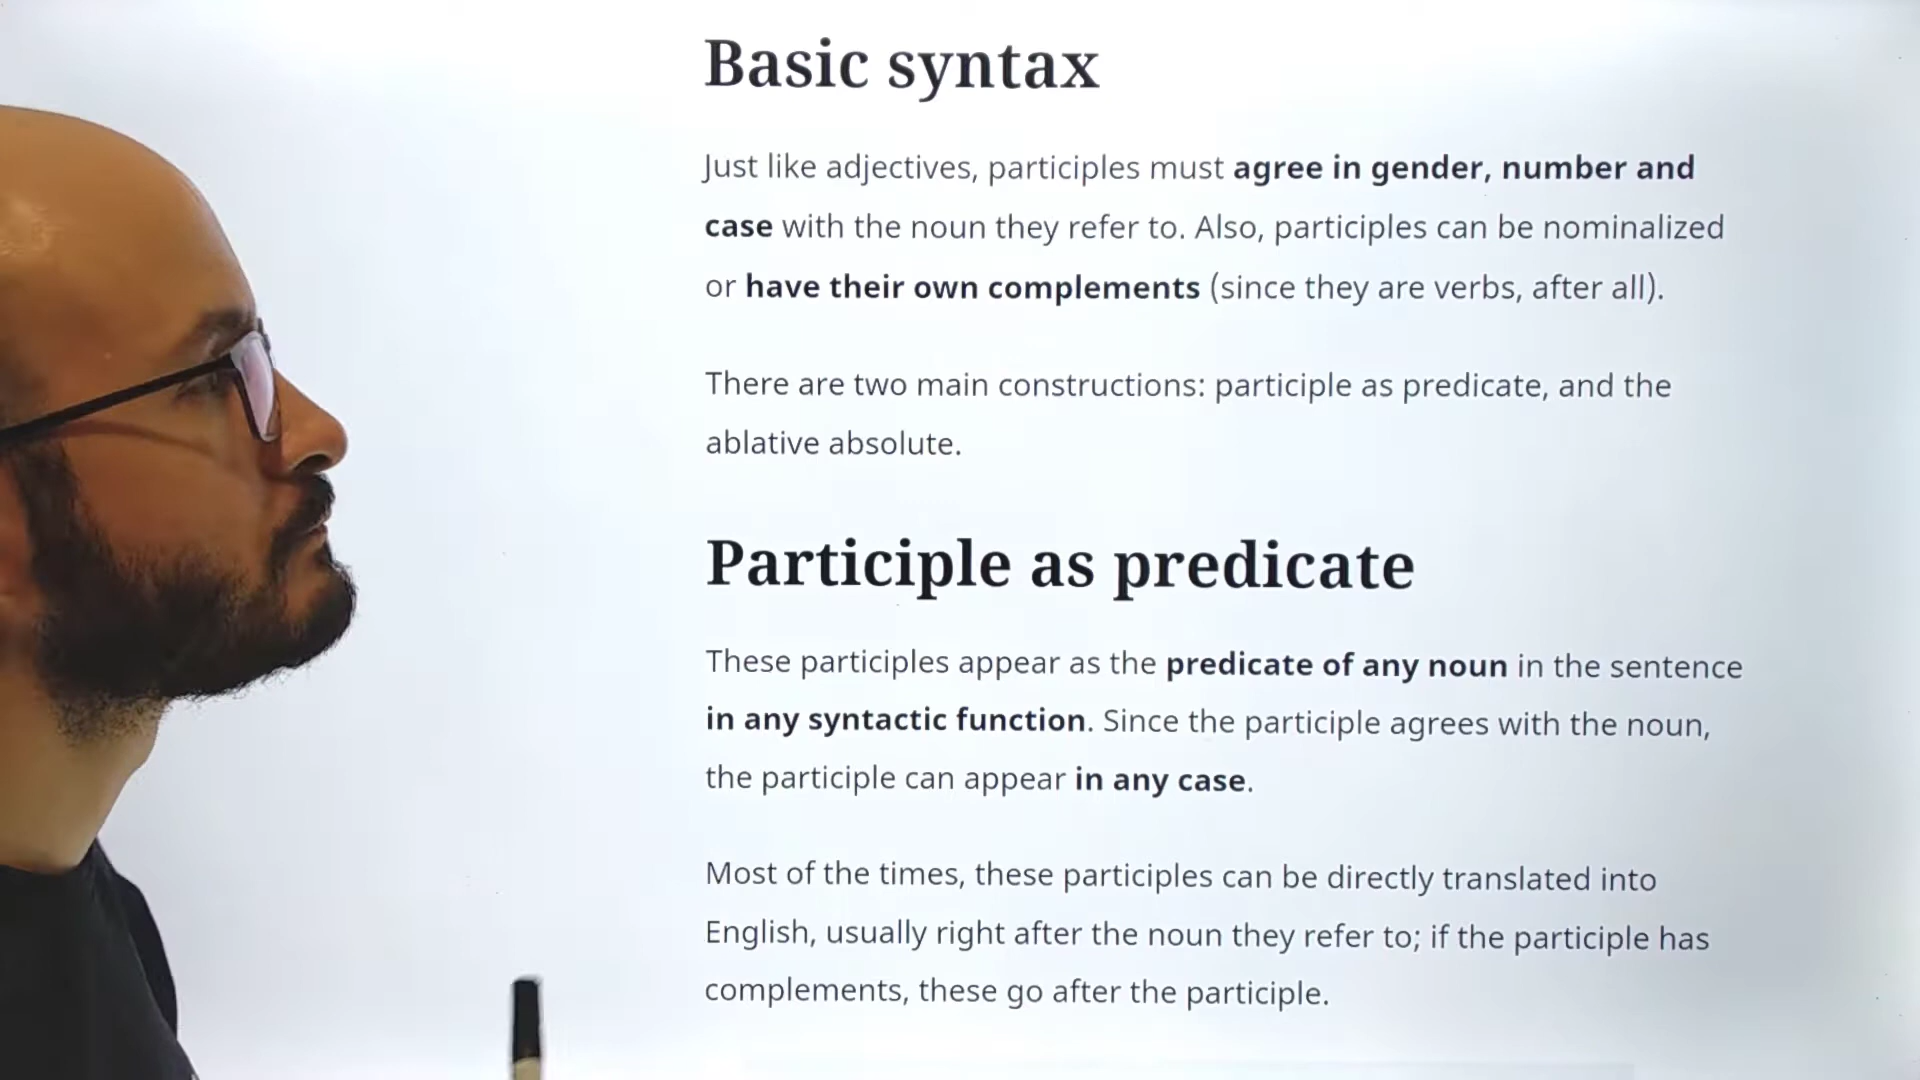 Basic syntax
Just like adjectives, participles must agree in gender, number and
case with the noun they refer to. Also, participles can be nominalized
or have their own complements (since they are verbs, after all).
There are two main constructions: participle as predicate, and the
ablative absolute.
Participle as predicate
These participles appear as the predicate of any noun in the sentence
in any syntactic function. Since the participle agrees with the noun,
the participle can appear in any case.
Most of the times, these participles can be directly translated into
English, usually right after the noun they refer to; if the participle has
complements, these go after the participle.